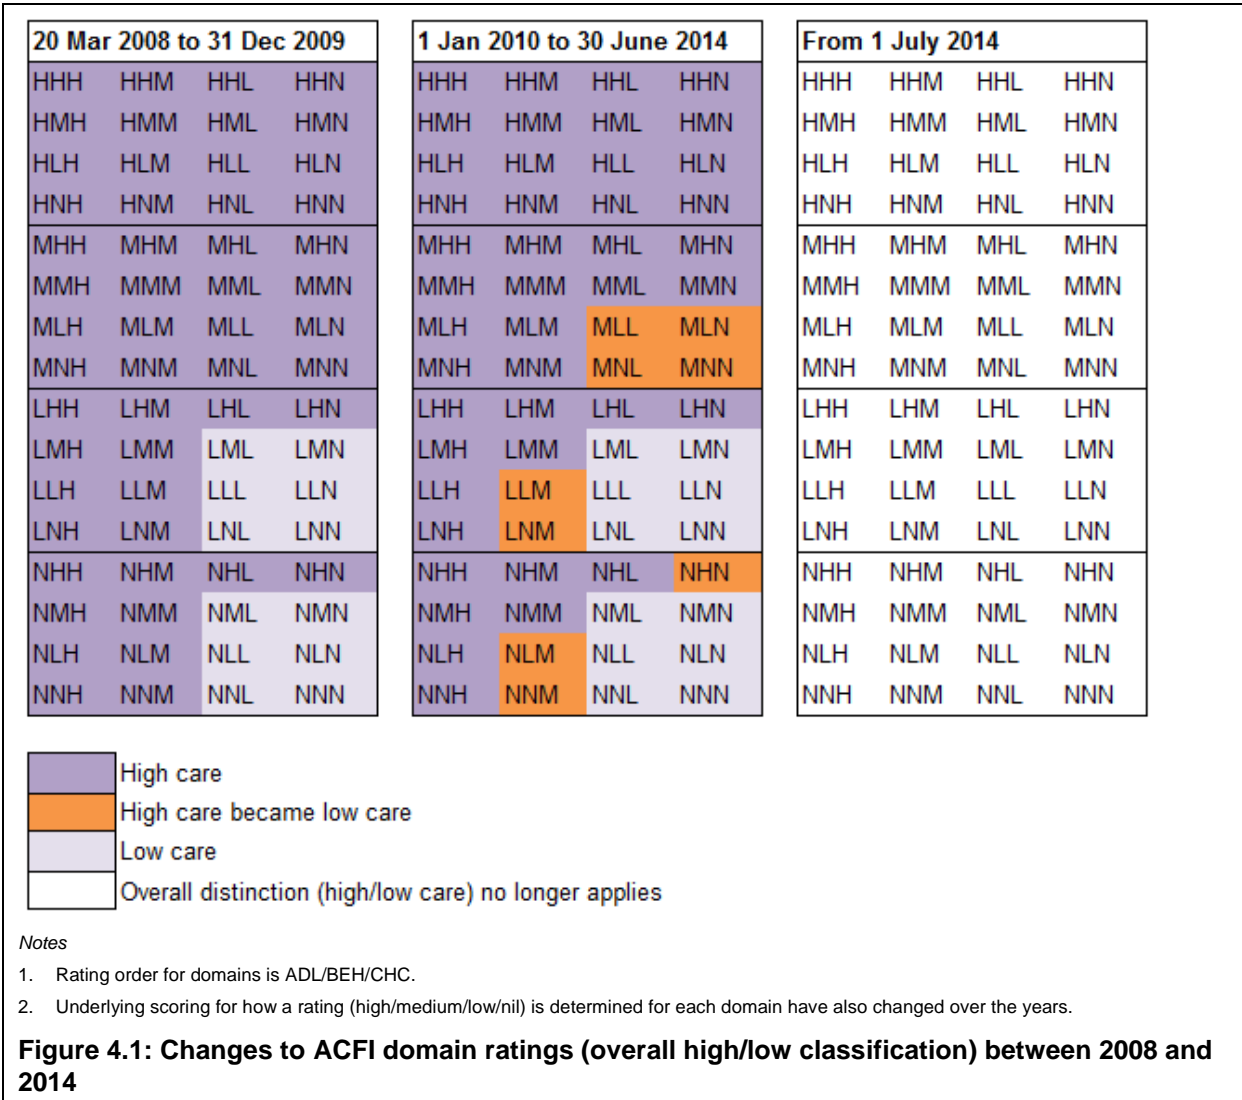 20 Mar 2008 to 31 Dec 2009 1 Jan 2010 to 30 June 2014 From 1 July 2014
HHH HHM HHL HHN HHH HHM HHL HHN HHH HHM HHL HHN
HMH HMM HML HMN HMH HMM HML HMN HMH HMM HML HMN
HLH HLM HLL HLN HLH HLM HLL HLN HLH HLM HLL HLN
HNH HNM HNL HNN HNH HNM HNL HNN HNH HNM HNL HNN
MHH MHM MHL MHN MHH MHM MHL MHN MHH MHM MHL MHN
MMH MMM MML MMN MMH MMM MML MMN MMH MMM MML MMN
MLH MLM MLL MLN MLH MLM MLL MLN MLH MLM MLL MLN
MNH MNM MNL MNN MNH MNM MNL MNN MNH MNM MNL MNN
LHH LHM LHL LHN LHH LHM LHL LHN LHH LHM LHL LHN
LMH LMM LML LMN LMH LMM LML LMN LMH LMM LML LMN
LLH LLM LLL LLN LLH LLM LLL LLN LLH LLM LLL LLN
LNH LNM LNL LNN LNH LNM LNL LNN LNH LNM LNL LNN
NHH NHM NHL NHN NHH NHM NHL NHN NHH NHM NHL NHN
NMH NMM NML NMN NMH NMM NML NMN NMH NMM NML NMN
NLH NLM NLL NLN NLH NLM NLL NLN NLH NLM NLL NLN
NNH NNM NNL NNN NNH NNM NNL NNN NNH NNM NNL NNN
High care
High care became low care
Low care
Overall distinction (high/low care) no longer applies
Notes
1. Rating order for domains is ADL/BEH/CHC.
2. Underlying scoring for how a rating (high/medium/low/nil) is determined for each domain have also changed over the years.
Figure 4.1: Changes to ACFI domain ratings (overall high/low classification) between 2008 and
2014